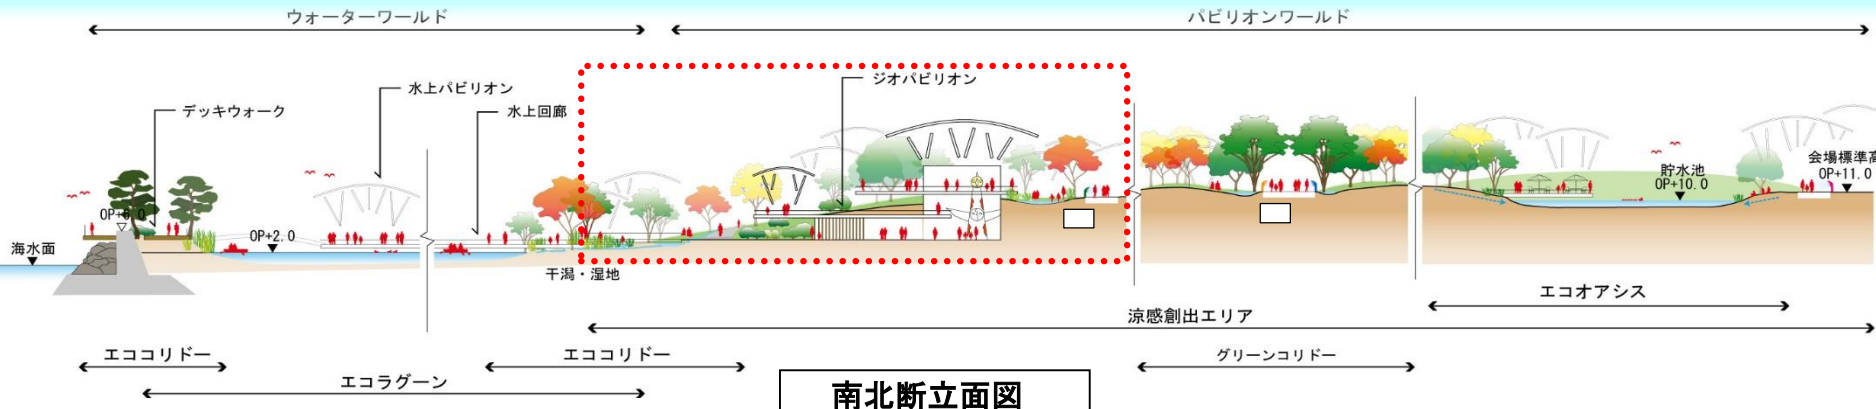 ウォーターワールド
パビリオンワールド
ジオパビリオン
水上パビリオン
デッキウォーク
水上回廊
会場標準高
OP+11.0
貯水池
OP+10.0
OP+6.0
OP+2.0
海水面
干潟・湿地
エコオアシス
涼感創出エリア
エココリドー
エココリドー
グリーンコリドー
エコラグーン
南北断立面図